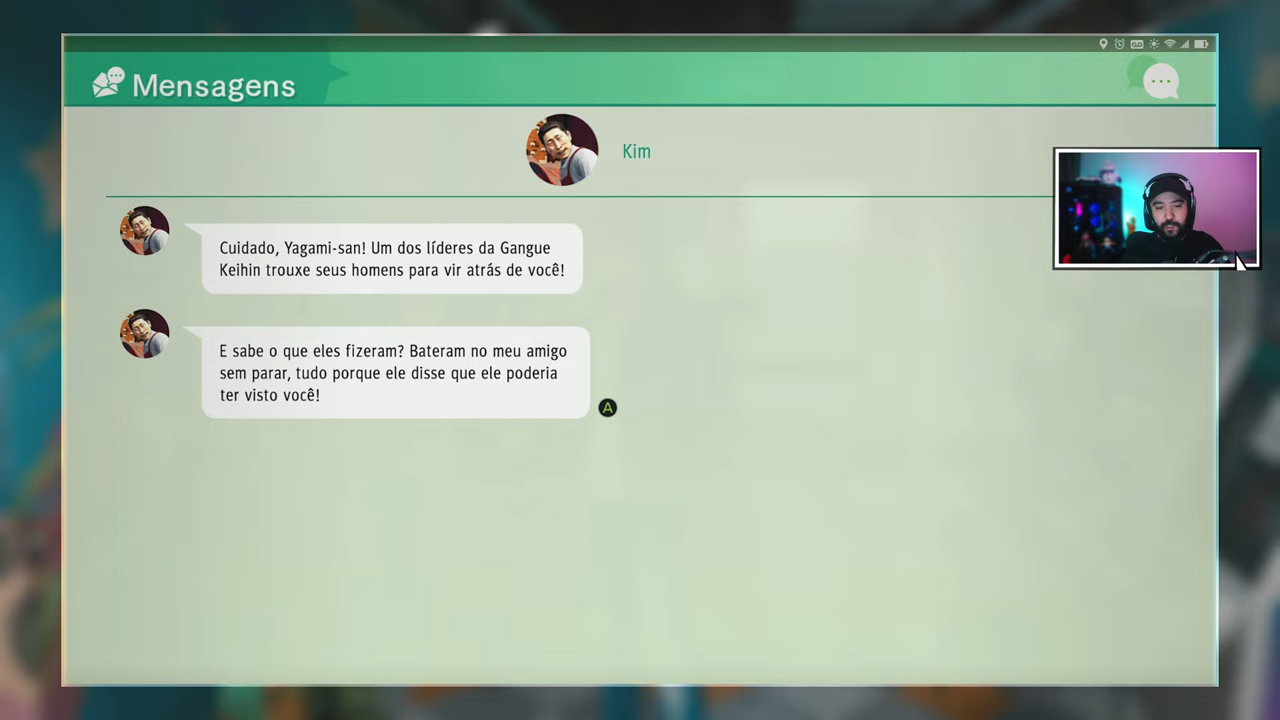 Mensagens
Kim
Cuidado, Yagami-san! Um dos líderes da Gangue
Keihin trouxe seus homens para vir atrás de você!
E sabe o que eles fizeram? Bateram no meu amigo
sem parar, tudo porque ele disse que ele poderia
ter visto você!
A